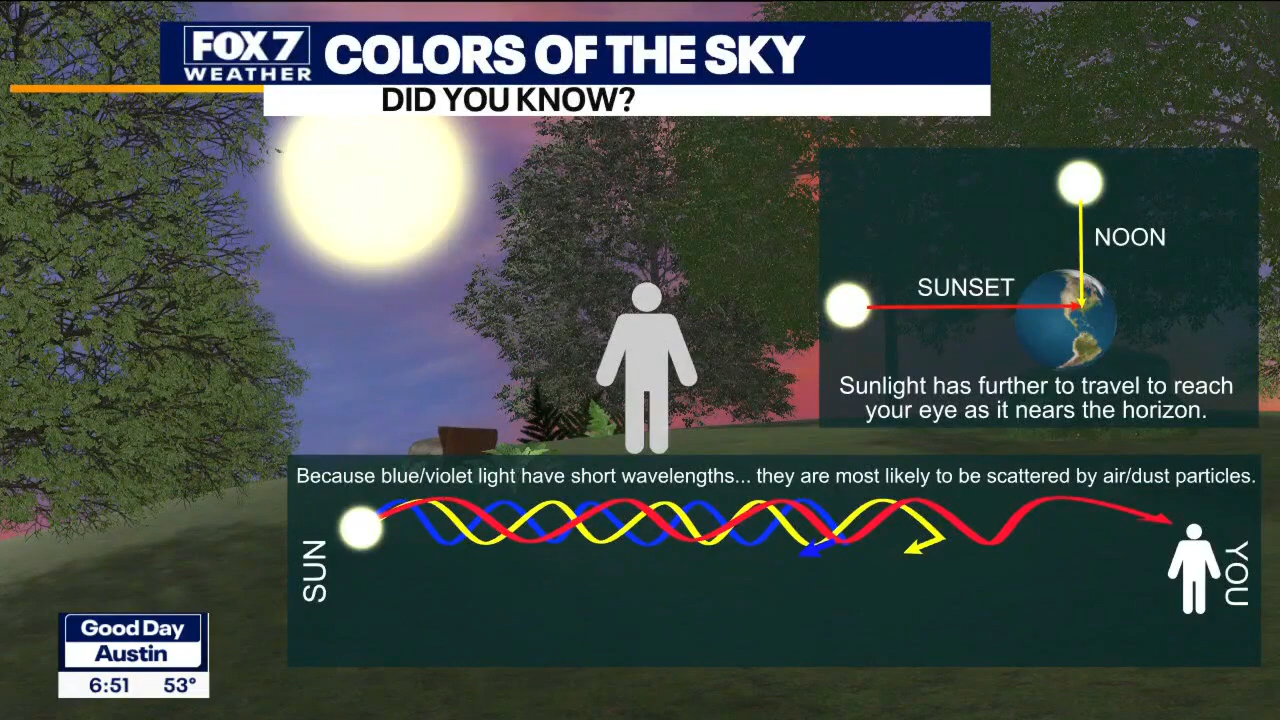 FOX 7
WEATHER
COLORS OF THE SKY
DID YOU KNOW?
NOON
SUNSET
Sunlight has further to travel to reach
your eye as it nears the horizon.
Because blue/violet light have short wavelengths... they are most likely to be scattered by air/dust particles.
SUN
YOU
Good Day
Austin
6:51 53°